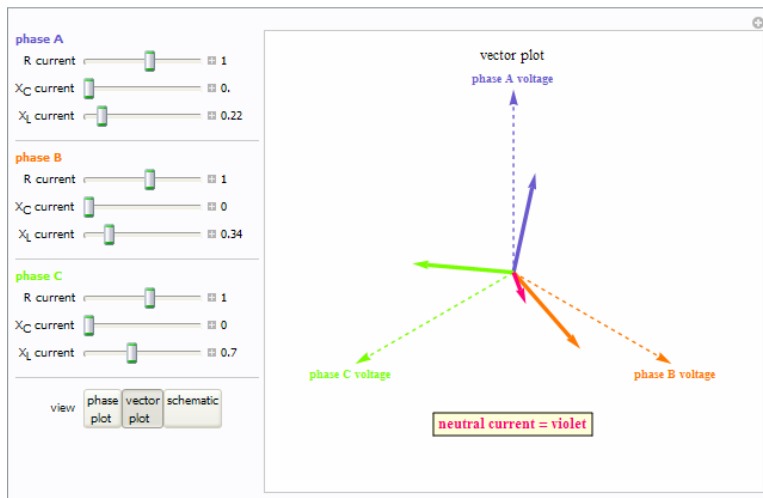 phase A
R current 1
XC current 0.
XL current 0.22
phase B
R current 1
XC current 0
XL current 0.34
phase C
R current 1
XC current 0
XL current 0.7
view
phase plot
vector plot
schematic
vector plot
phase A voltage
phase C voltage
phase B voltage
neutral current = violet